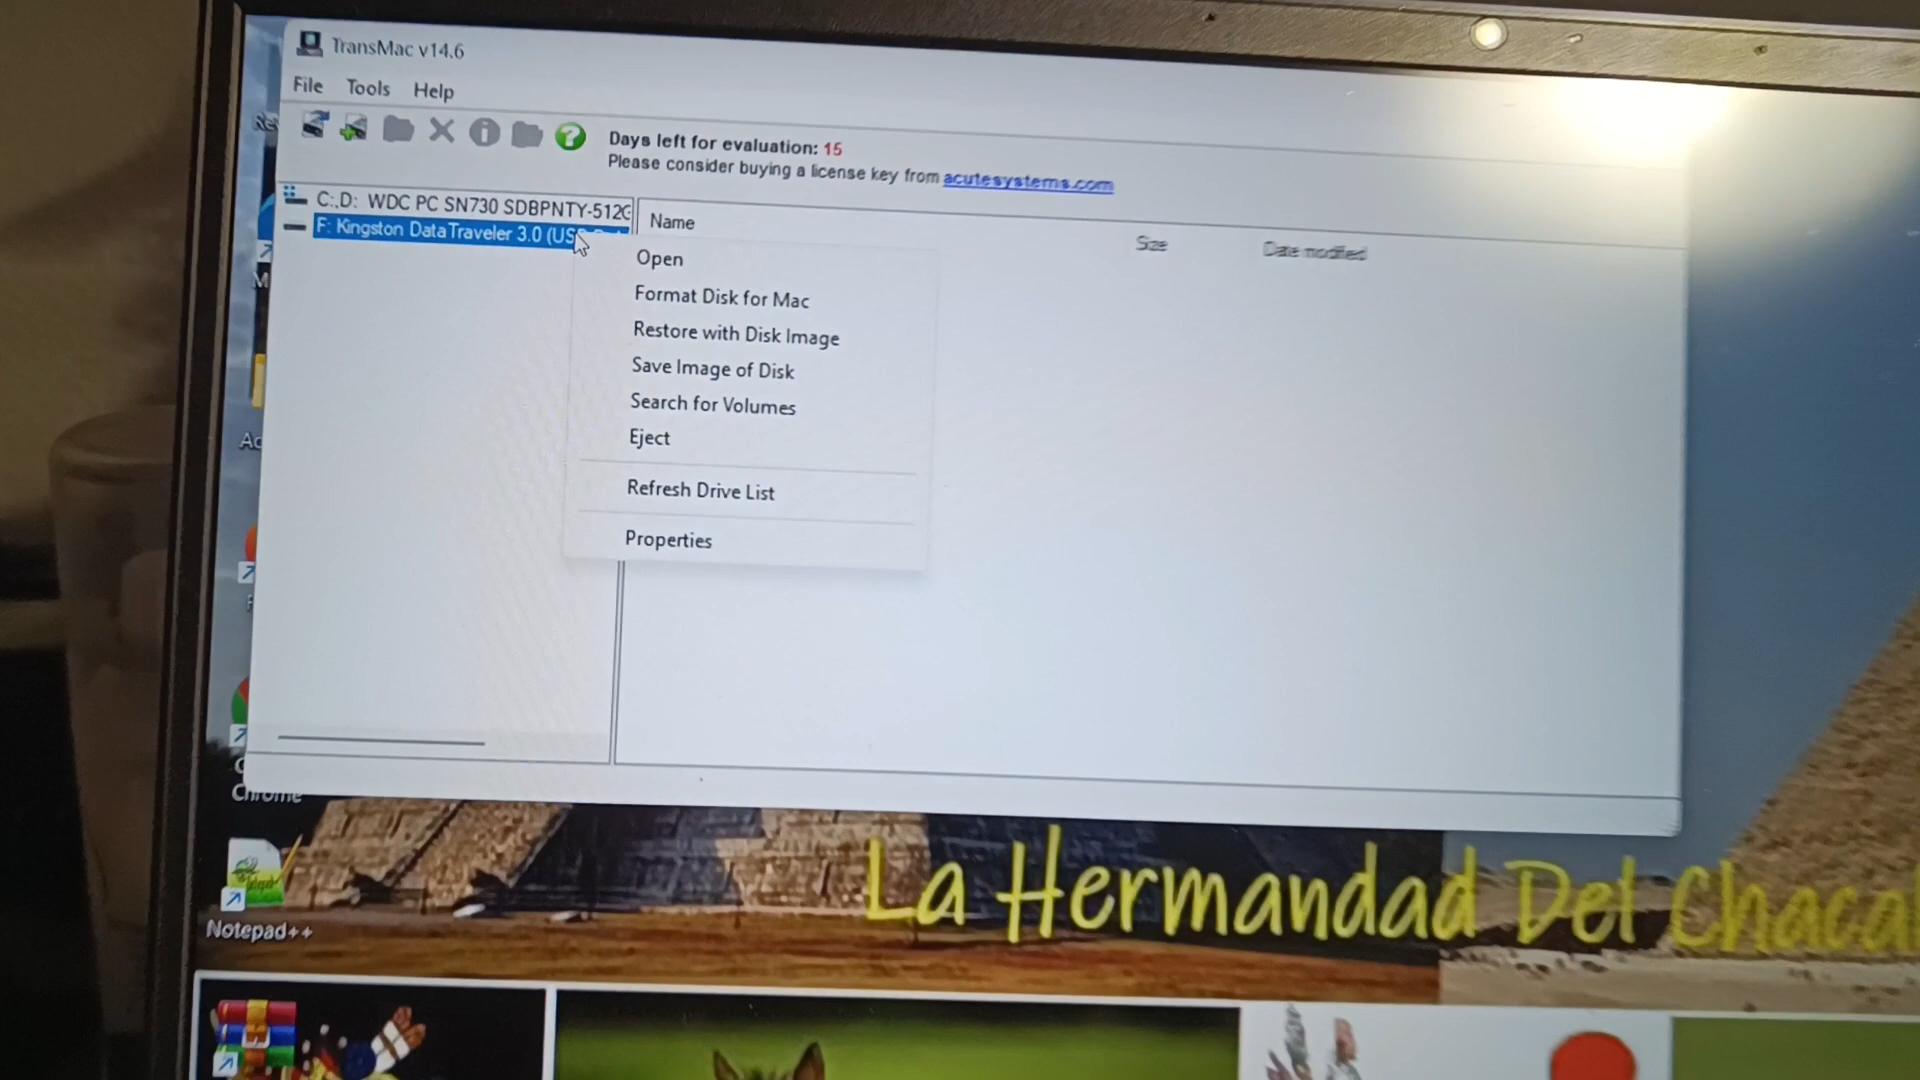 TransMac v14.6
File Tools Help
Days left for evaluation: 15
Please consider buying a license key from acutesystems.com
C:,D: WDC PC SN730 SDBPNTY-512G
F: Kingston DataTraveler 3.0 (US
Name Size Date modified
Open
Format Disk for Mac
Restore with Disk Image
Save Image of Disk
Search for Volumes
Eject
Refresh Drive List
Properties
Chrome
La Hermandad Del Chacal
Notepad++